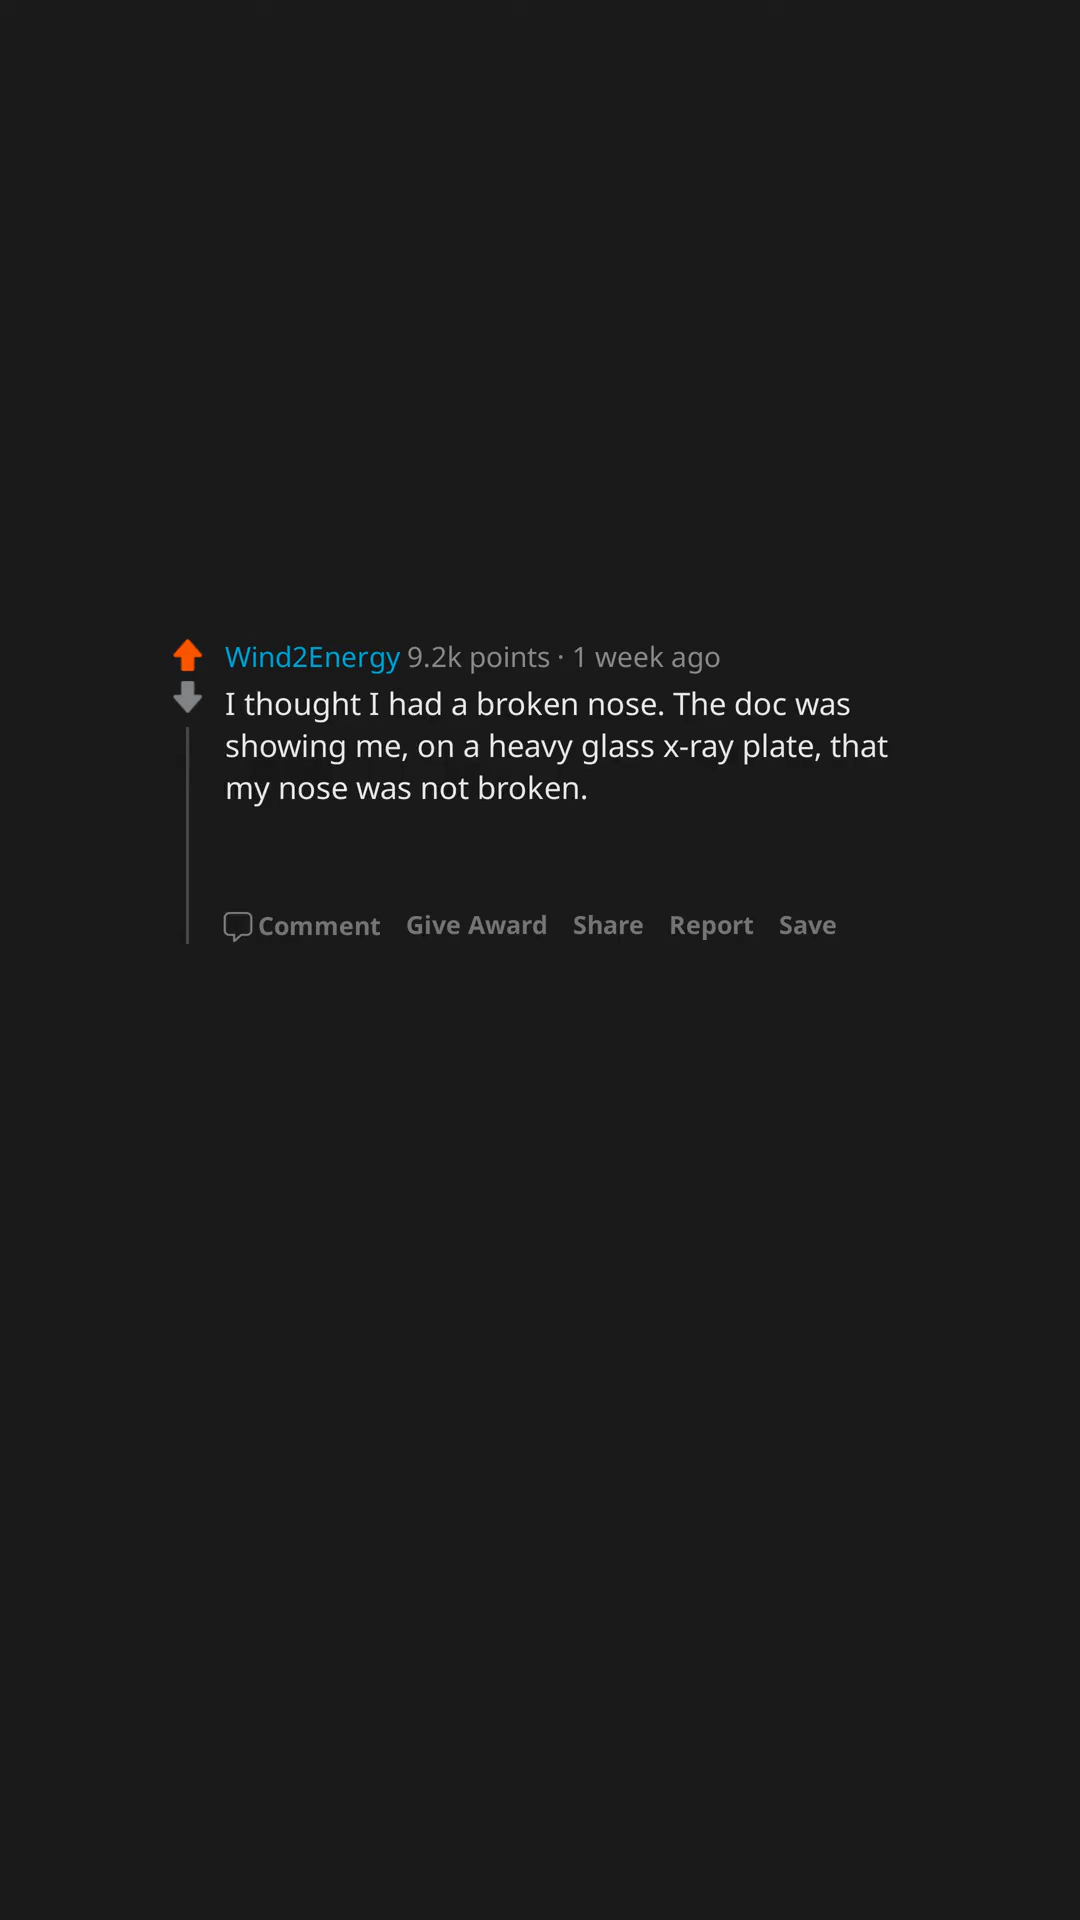 Wind2Energy 9.2k points · 1 week ago
I thought I had a broken nose. The doc was
showing me, on a heavy glass x-ray plate, that
my nose was not broken.
Comment Give Award Share Report Save